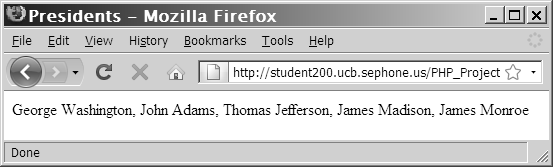 Presidents - Mozilla Firefox
File Edit View History Bookmarks Tools Help
http://student200.ucb.sephone.us/PHP_Project
George Washington, John Adams, Thomas Jefferson, James Madison, James Monroe
Done